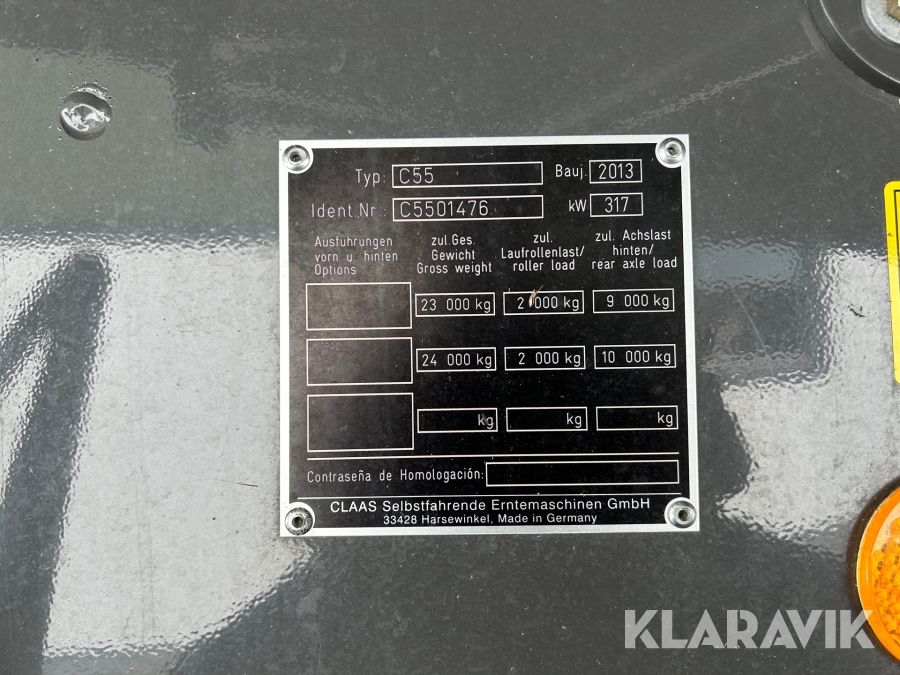 Typ: C55 Bauj. 2013
Ident.Nr.: C5501476 kW 317
Ausführungen vorn u hinten Options
zul.Ges. Gewicht Gross weight
zul. Laufrollenlast/ roller load
zul. Achslast hinten/ rear axle load
23 000 kg 2 000 kg 9 000 kg
24 000 kg 2 000 kg 10 000 kg
kg kg kg
Contraseña de Homologación:
CLAAS Selbstfahrende Erntemaschinen GmbH
33428 Harsewinkel, Made in Germany
KLARAVIK